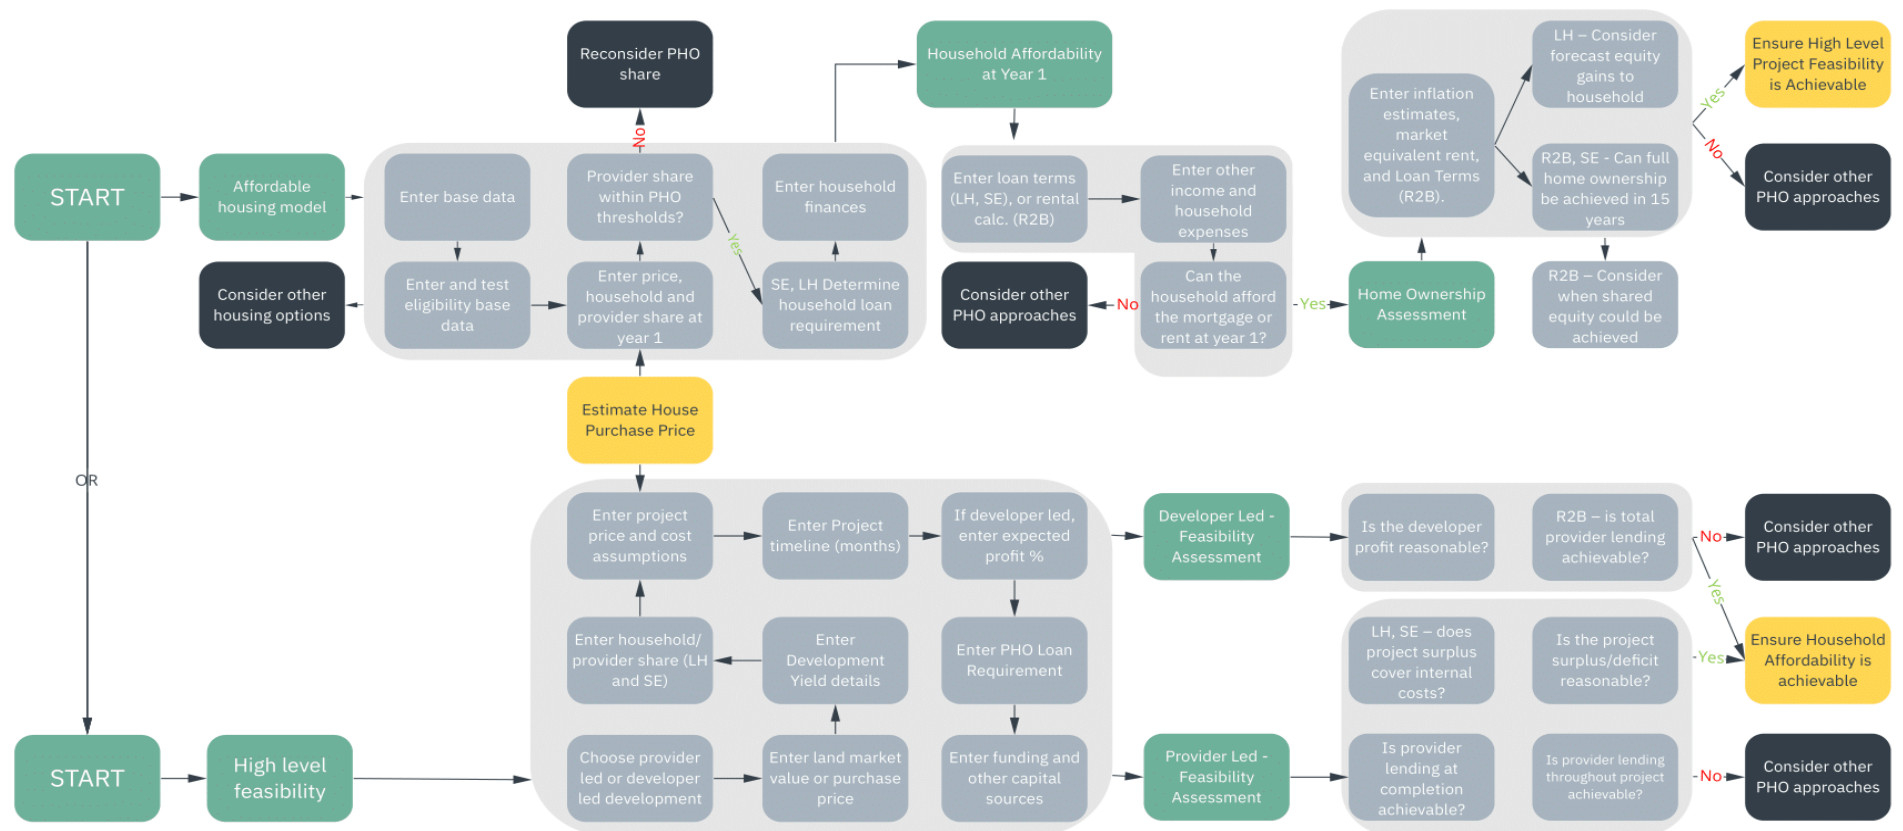 START
Affordable
housing model
Consider other
housing options
Enter base data
Enter and test
eligibility base
data
Reconsider PHO
share
No
Provider share
within PHO
thresholds?
Enter price,
household and
provider share at
year 1
Yes
Enter household
finances
SE, LH Determine
household loan
requirement
Household Affordability
at Year 1
Enter loan terms
(LH, SE), or rental
calc. (R2B)
Enter other
income and
household
expenses
Consider other
PHO approaches
No
Can the
household afford
the mortgage or
rent at year 1?
Yes
Home Ownership
Assessment
Enter inflation
estimates,
market
equivalent rent,
and Loan Terms
(R2B).
LH – Consider
forecast equity
gains to
household
R2B, SE - Can full
home ownership
be achieved in 15
years
R2B – Consider
when shared
equity could be
achieved
Yes
No
Ensure High Level
Project Feasibility
is Achievable
Consider other
PHO approaches
Estimate House
Purchase Price
OR
START
High level
feasibility
Enter project
price and cost
assumptions
Enter Project
timeline (months)
If developer led,
enter expected
profit %
Enter household/
provider share (LH
and SE)
Enter
Development
Yield details
Enter PHO Loan
Requirement
Choose provider
led or developer
led development
Enter land market
value or purchase
price
Enter funding and
other capital
sources
Developer Led -
Feasibility
Assessment
Is the developer
profit reasonable?
R2B – is total
provider lending
achievable?
No
Yes
Consider other
PHO approaches
LH, SE – does
project surplus
cover internal
costs?
Is the project
surplus/deficit
reasonable?
Yes
Ensure Household
Affordability is
achievable
Provider Led -
Feasibility
Assessment
Is provider
lending at
completion
achievable?
Is provider lending
throughout project
achievable?
No
Consider other
PHO approaches